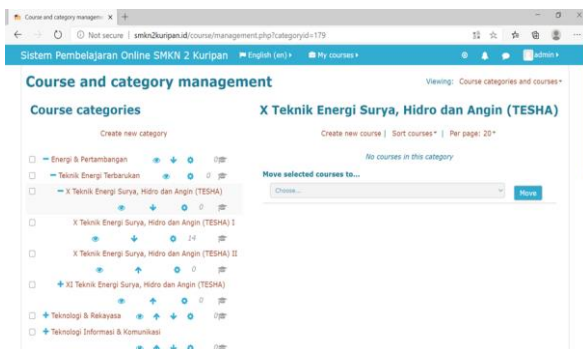 Course and category managem
Not secure | smkn2kuripan.id/course/management.php?categoryid=179
Sistem Pembelajaran Online SMKN 2 Kuripan English (en) My courses admin
Course and category management
Viewing: Course categories and courses
Course categories
Create new category
Energi & Pertambangan 0
Teknik Energi Terbarukan 0
X Teknik Energi Surya, Hidro dan Angin (TESHA)
0
X Teknik Energi Surya, Hidro dan Angin (TESHA) I
14
X Teknik Energi Surya, Hidro dan Angin (TESHA) II
0
XI Teknik Energi Surya, Hidro dan Angin (TESHA)
0
Teknologi & Rekayasa 0
Teknologi Informasi & Komunikasi
0
X Teknik Energi Surya, Hidro dan Angin (TESHA)
Create new course | Sort courses | Per page: 20
No courses in this category
Move selected courses to...
Choose...
Move